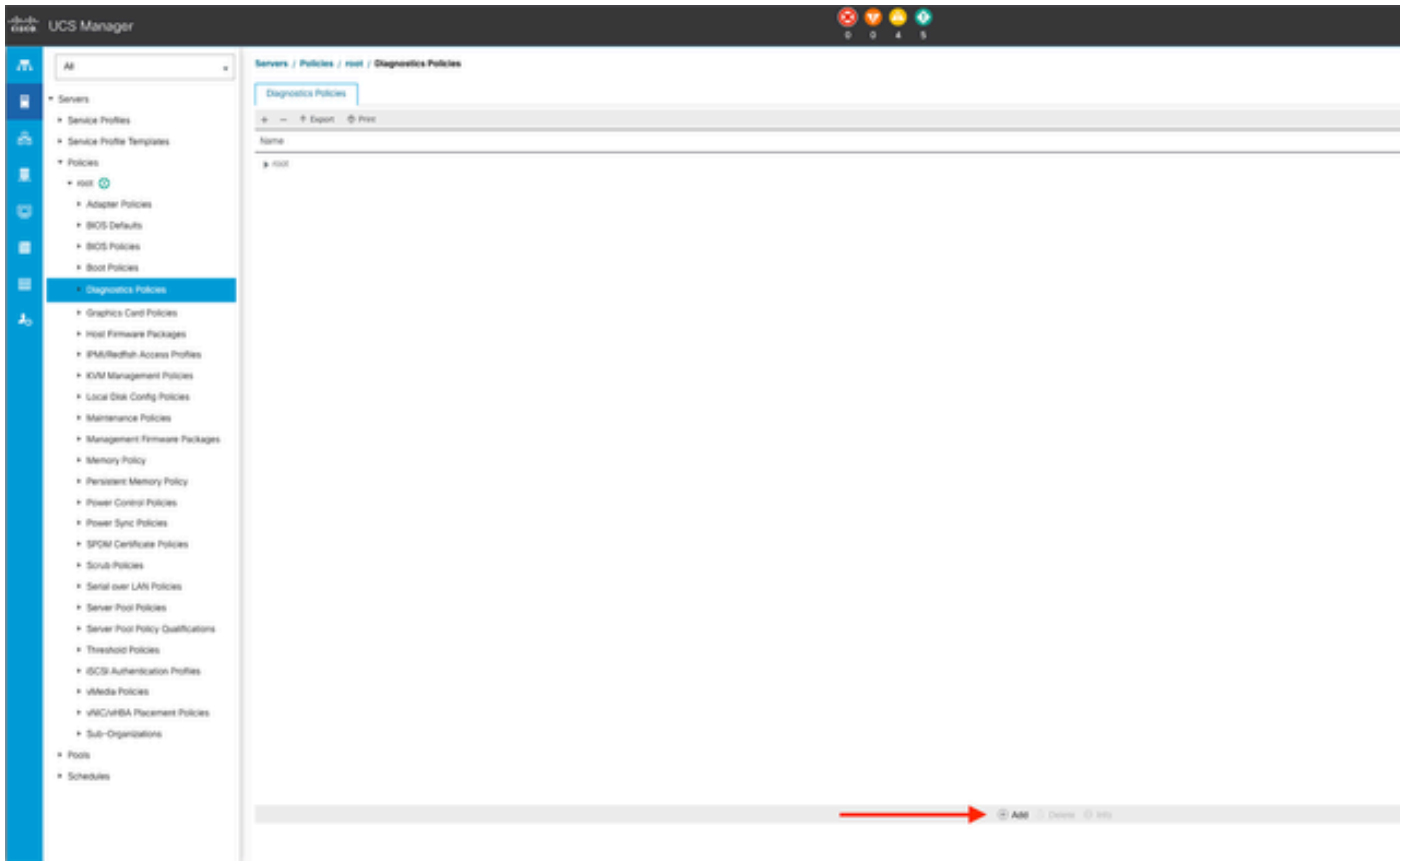 CISCO UCS Manager
0 0 4 5
All
Servers / Policies / root / Diagnostics Policies
Diagnostics Policies
+ − Export Print
Name
root
Servers
Service Profiles
Service Profile Templates
Policies
root
Adapter Policies
BIOS Defaults
BIOS Policies
Boot Policies
Diagnostics Policies
Graphics Card Policies
Host Firmware Packages
IPMI/Redfish Access Profiles
KVM Management Policies
Local Disk Config Policies
Maintenance Policies
Management Firmware Packages
Memory Policy
Persistent Memory Policy
Power Control Policies
Power Sync Policies
SPDM Certificate Policies
Scrub Policies
Serial over LAN Policies
Server Pool Policies
Server Pool Policy Qualifications
Threshold Policies
iSCSI Authentication Profiles
vMedia Policies
vNIC/vHBA Placement Policies
Sub-Organizations
Pools
Schedules
Add Delete Info